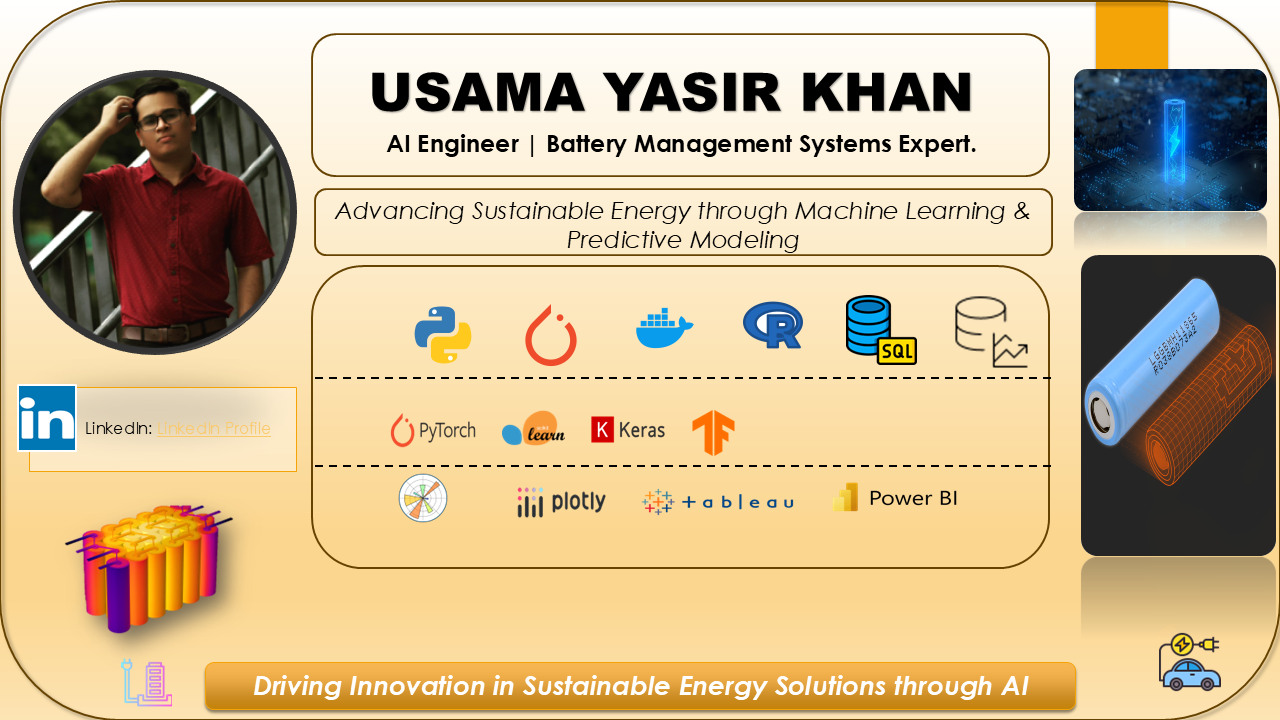 USAMA YASIR KHAN
AI Engineer | Battery Management Systems Expert.
Advancing Sustainable Energy through Machine Learning &
Predictive Modeling
SQL
in
LinkedIn: LinkedIn Profile
PyTorch
learn
K Keras
plotly
+ a b | e a u
Power BI
Driving Innovation in Sustainable Energy Solutions through AI